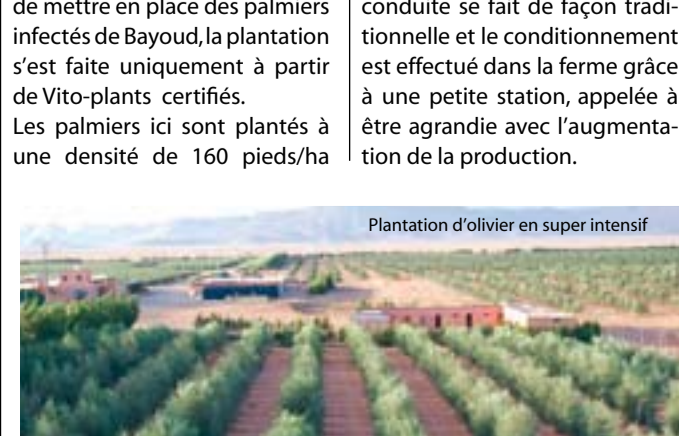 de mettre en place des palmiers
infectés de Bayoud, la plantation
s'est faite uniquement à partir
de Vito-plants certifiés.
Les palmiers ici sont plantés à
une densité de 160 pieds/ha
conduite se fait de façon tradi-
tionnelle et le conditionnement
est effectué dans la ferme grâce
à une petite station, appelée à
être agrandie avec l'augmenta-
tion de la production.
Plantation d'olivier en super intensif